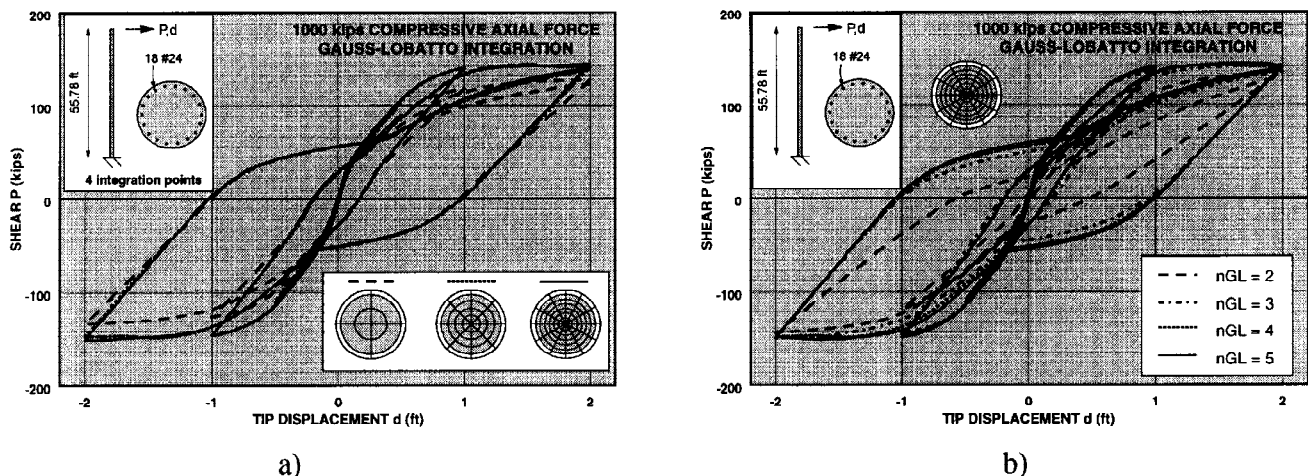 200
100
0
-100
-200
SHEAR P (kips)
-2
-1
0
1
2
TIP DISPLACEMENT d (ft)
P,d
18 #24
55.78 ft
4 integration points
1000 kips COMPRESSIVE AXIAL FORCE
GAUSS-LOBATTO INTEGRATION
a)
200
100
0
-100
-200
SHEAR P (kips)
-2
-1
0
1
2
TIP DISPLACEMENT d (ft)
P,d
18 #24
55.78 ft
1000 kips COMPRESSIVE AXIAL FORCE
GAUSS-LOBATTO INTEGRATION
nGL = 2
nGL = 3
nGL = 4
nGL = 5
b)